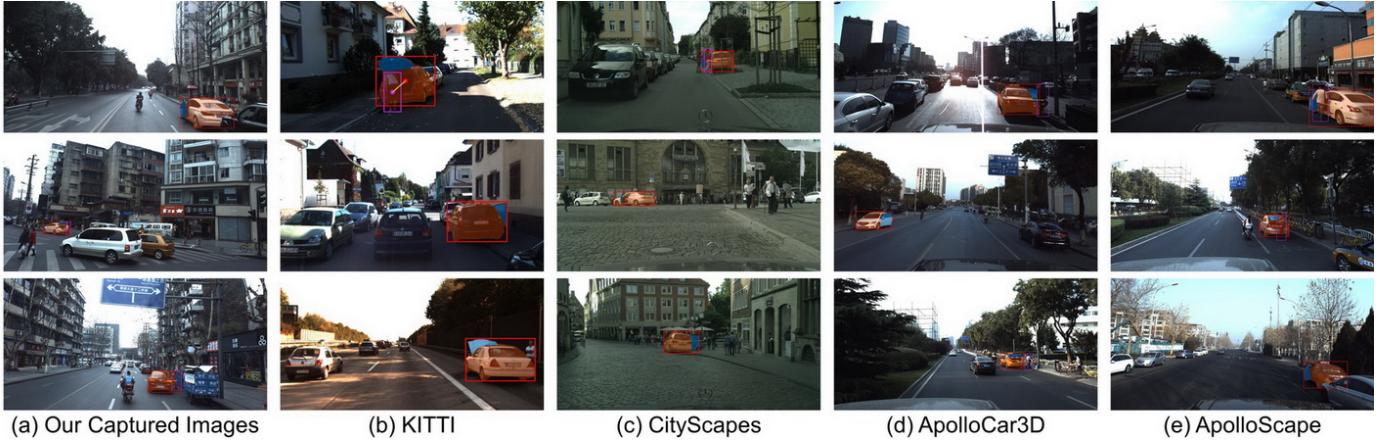 (a) Our Captured Images
(b) KITTI
(c) CityScapes
(d) ApolloCar3D
(e) ApolloScape